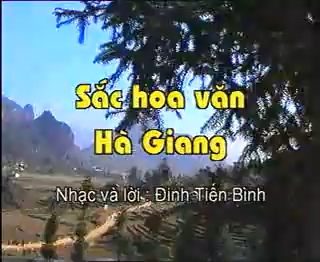 Sắc hoa văn
Hà Giang
Nhạc và lời : Đinh Tiến Bình